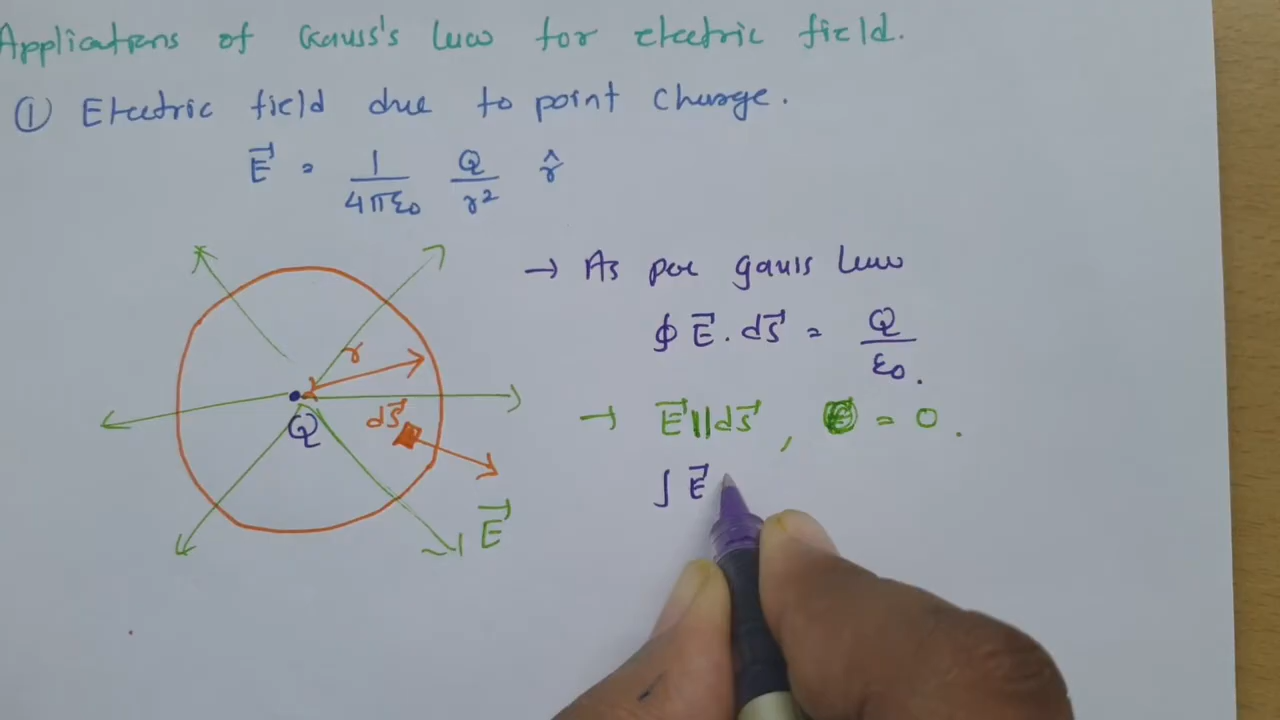 Applications of Gauss's Law for electric field.
① Electric field due to point charge.
E⃗ = 1/4πε₀ Q/r² r̂
r
dS⃗
Q
E⃗
→ As per gauss law
∮ E⃗ . dS⃗ = Q/ε₀.
→ E⃗ || dS⃗ , = 0 .
∫ E⃗